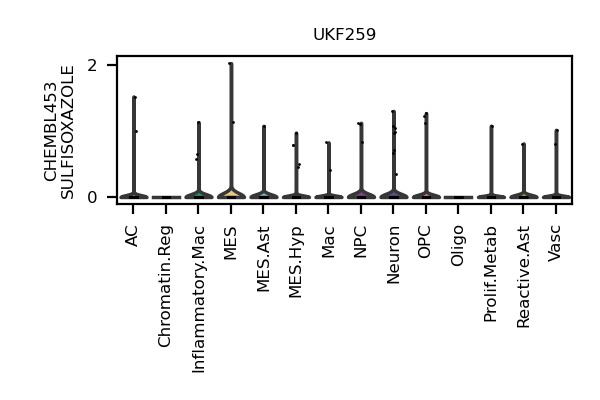 UKF259
CHEMBL453
SULFISOXAZOLE
2
0
AC
Chromatin.Reg
Inflammatory.Mac
MES
MES.Ast
MES.Hyp
Mac
NPC
Neuron
OPC
Oligo
Prolif.Metab
Reactive.Ast
Vasc